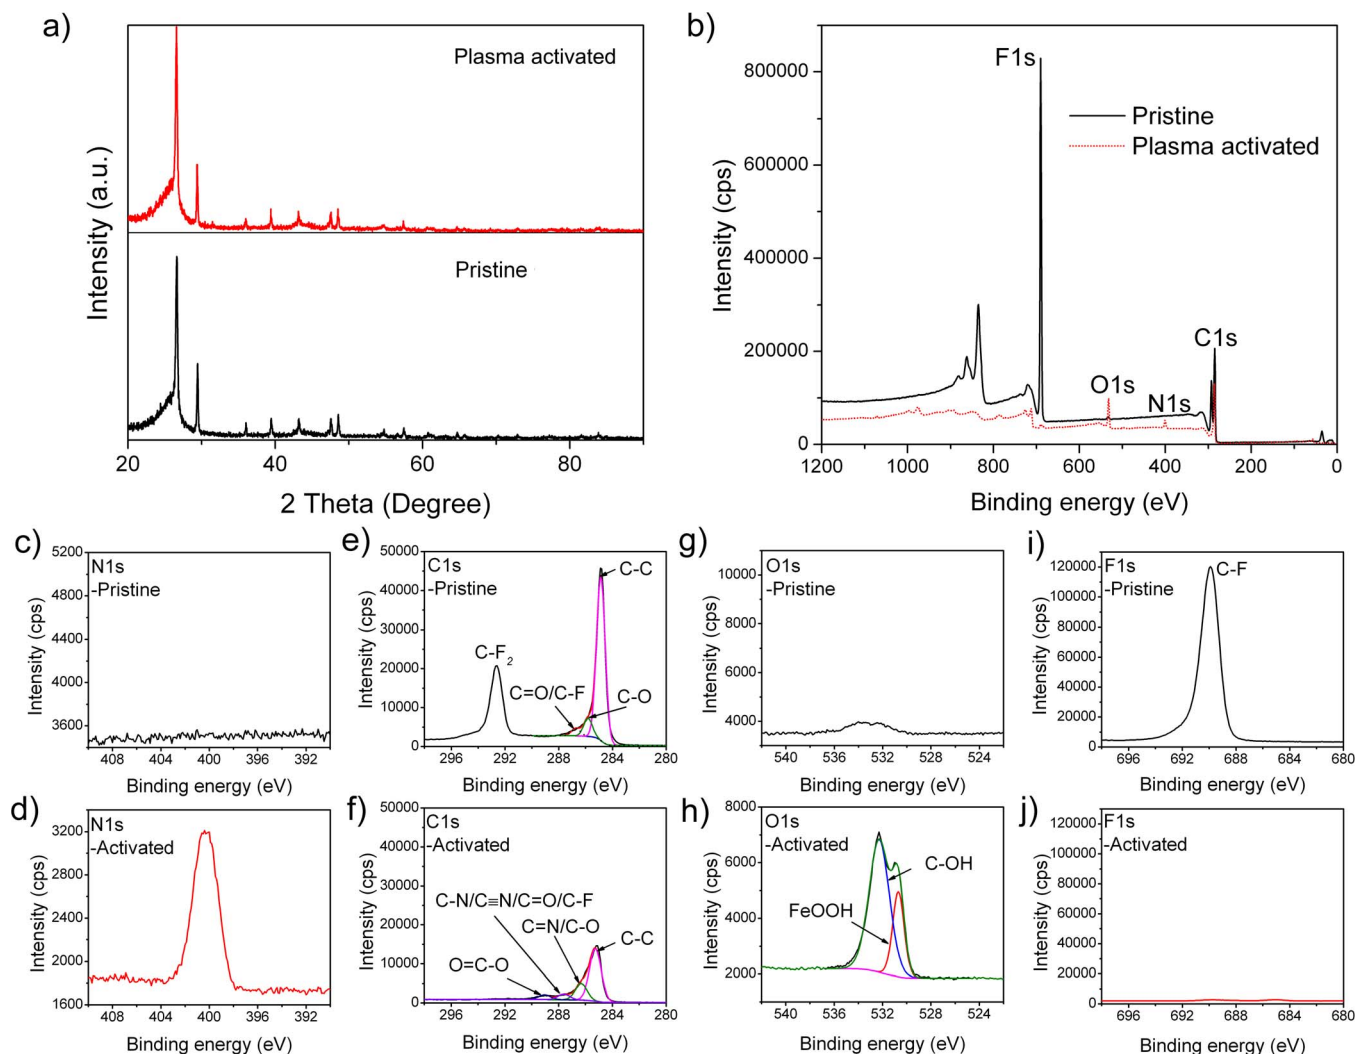 a)
Plasma activated
Pristine
Intensity (a.u.)
20 40 60 80
2 Theta (Degree)
b)
F1s
Pristine
Plasma activated
C1s
O1s
N1s
800000
600000
400000
200000
0
Intensity (cps)
1200 1000 800 600 400 200 0
Binding energy (eV)
c)
N1s
-Pristine
5200
4800
4400
4000
3600
Intensity (cps)
408 404 400 396 392
Binding energy (eV)
e)
C1s
-Pristine
50000
40000
30000
20000
10000
0
Intensity (cps)
C-C
C-F2
C=O/C-F
C-O
296 292 288 284 280
Binding energy (eV)
g)
O1s
-Pristine
10000
8000
6000
4000
Intensity (cps)
540 536 532 528 524
Binding energy (eV)
i)
F1s
-Pristine
C-F
120000
100000
80000
60000
40000
20000
0
Intensity (cps)
696 692 688 684 680
Binding energy (eV)
d)
N1s
-Activated
3200
2800
2400
2000
1600
Intensity (cps)
408 404 400 396 392
Binding energy (eV)
f)
C1s
-Activated
50000
40000
30000
20000
10000
0
Intensity (cps)
C-N/C≡N/C=O/C-F
C=N/C-O
C-C
O=C-O
296 292 288 284 280
Binding energy (eV)
h)
O1s
-Activated
8000
6000
4000
2000
Intensity (cps)
C-OH
FeOOH
540 536 532 528 524
Binding energy (eV)
j)
F1s
-Activated
120000
100000
80000
60000
40000
20000
0
Intensity (cps)
696 692 688 684 680
Binding energy (eV)